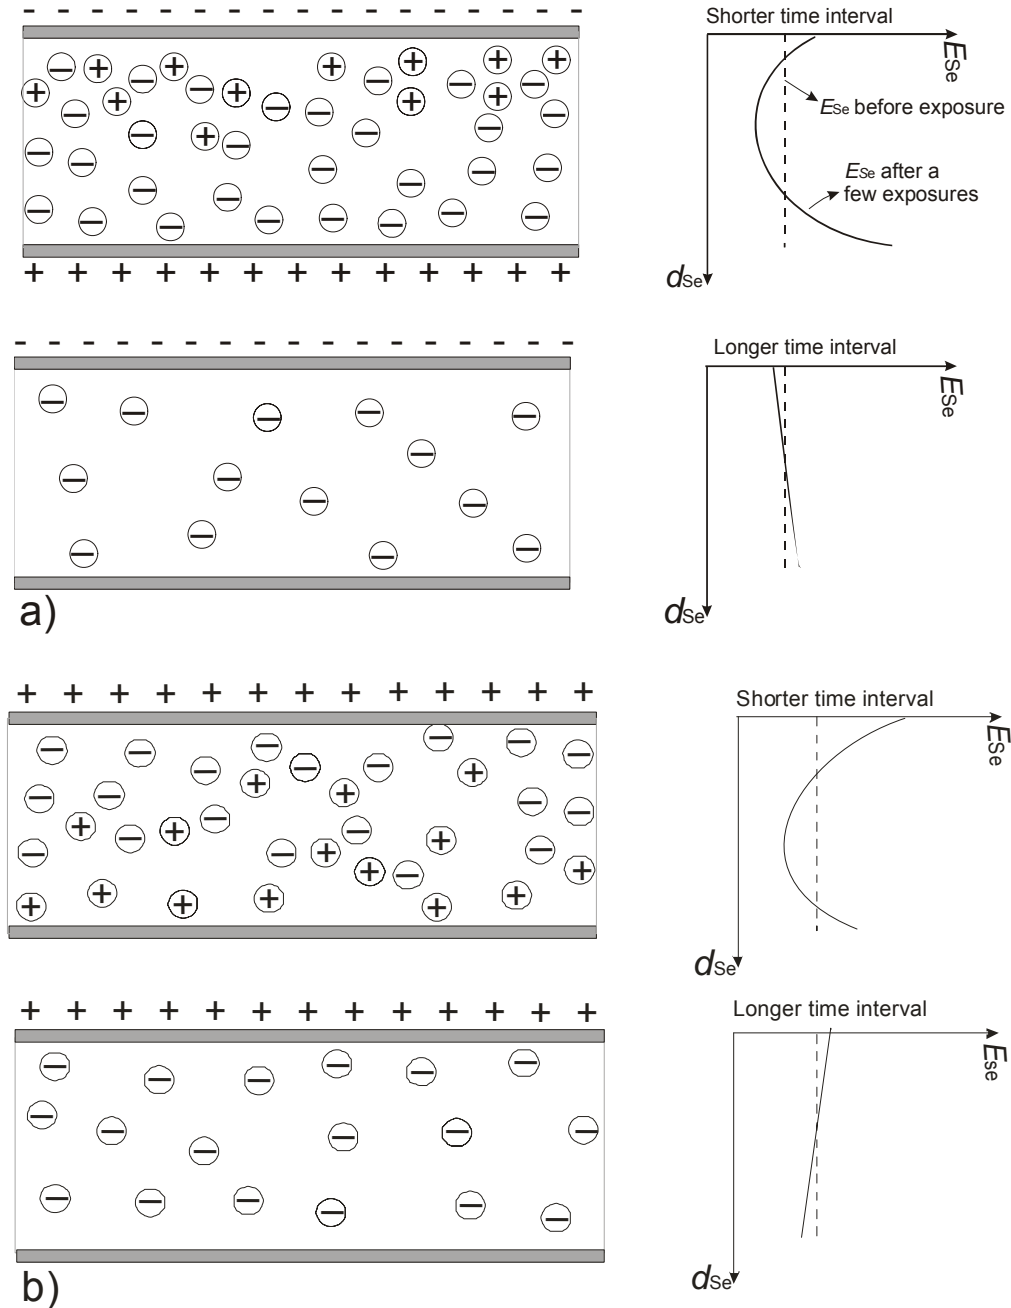 - - - - - - - - - - - - - - - - -
Shorter time interval
ESe
ESe before exposure
ESe after a
few exposures
+ + + + + + + + + + + + +
dSe
- - - - - - - - - - - - - - - - -
Longer time interval
ESe
dSe
a)
+ + + + + + + + + + + + +
Shorter time interval
ESe
dSe
+ + + + + + + + + + + + +
Longer time interval
Ese
dSe
b)